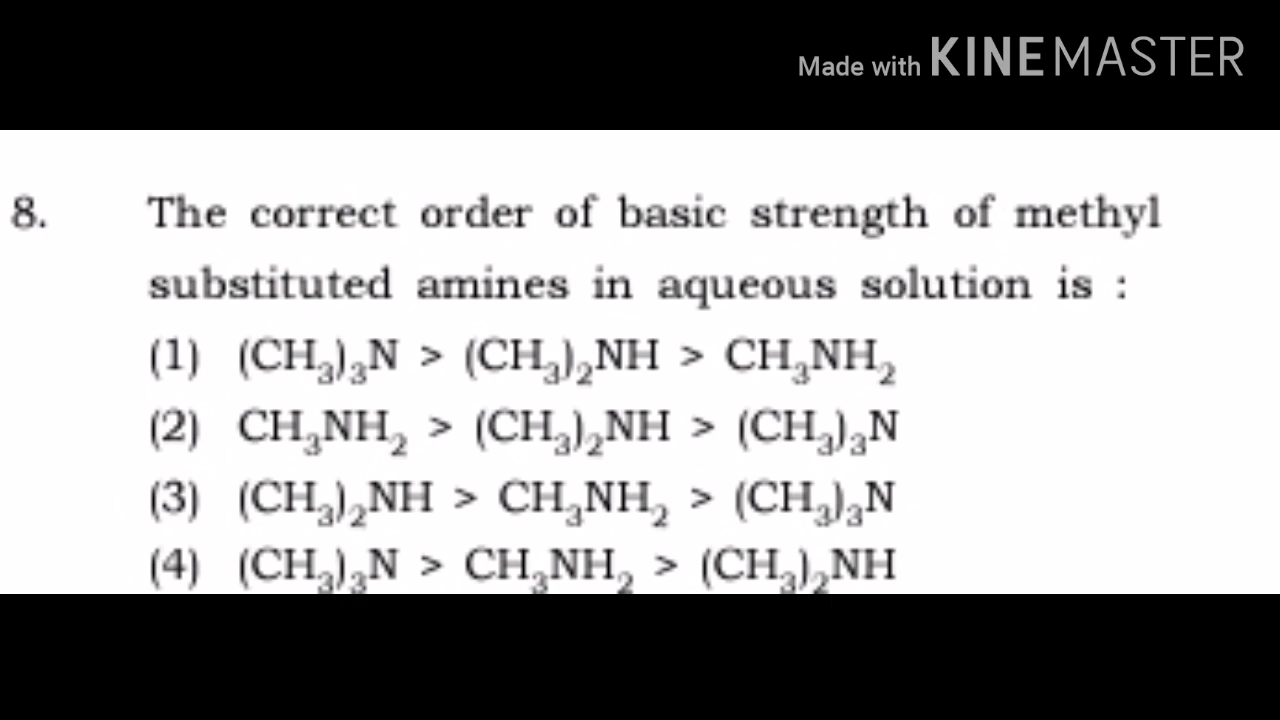 Made with KINEMASTER
8. The correct order of basic strength of methyl
substituted amines in aqueous solution is :
(1) (CH₃)₃N > (CH₃)₂NH > CH₃NH₂
(2) CH₃NH₂ > (CH₃)₂NH > (CH₃)₃N
(3) (CH₃)₂NH > CH₃NH₂ > (CH₃)₃N
(4) (CH₃)₃N > CH₃NH₂ > (CH₃)₂NH